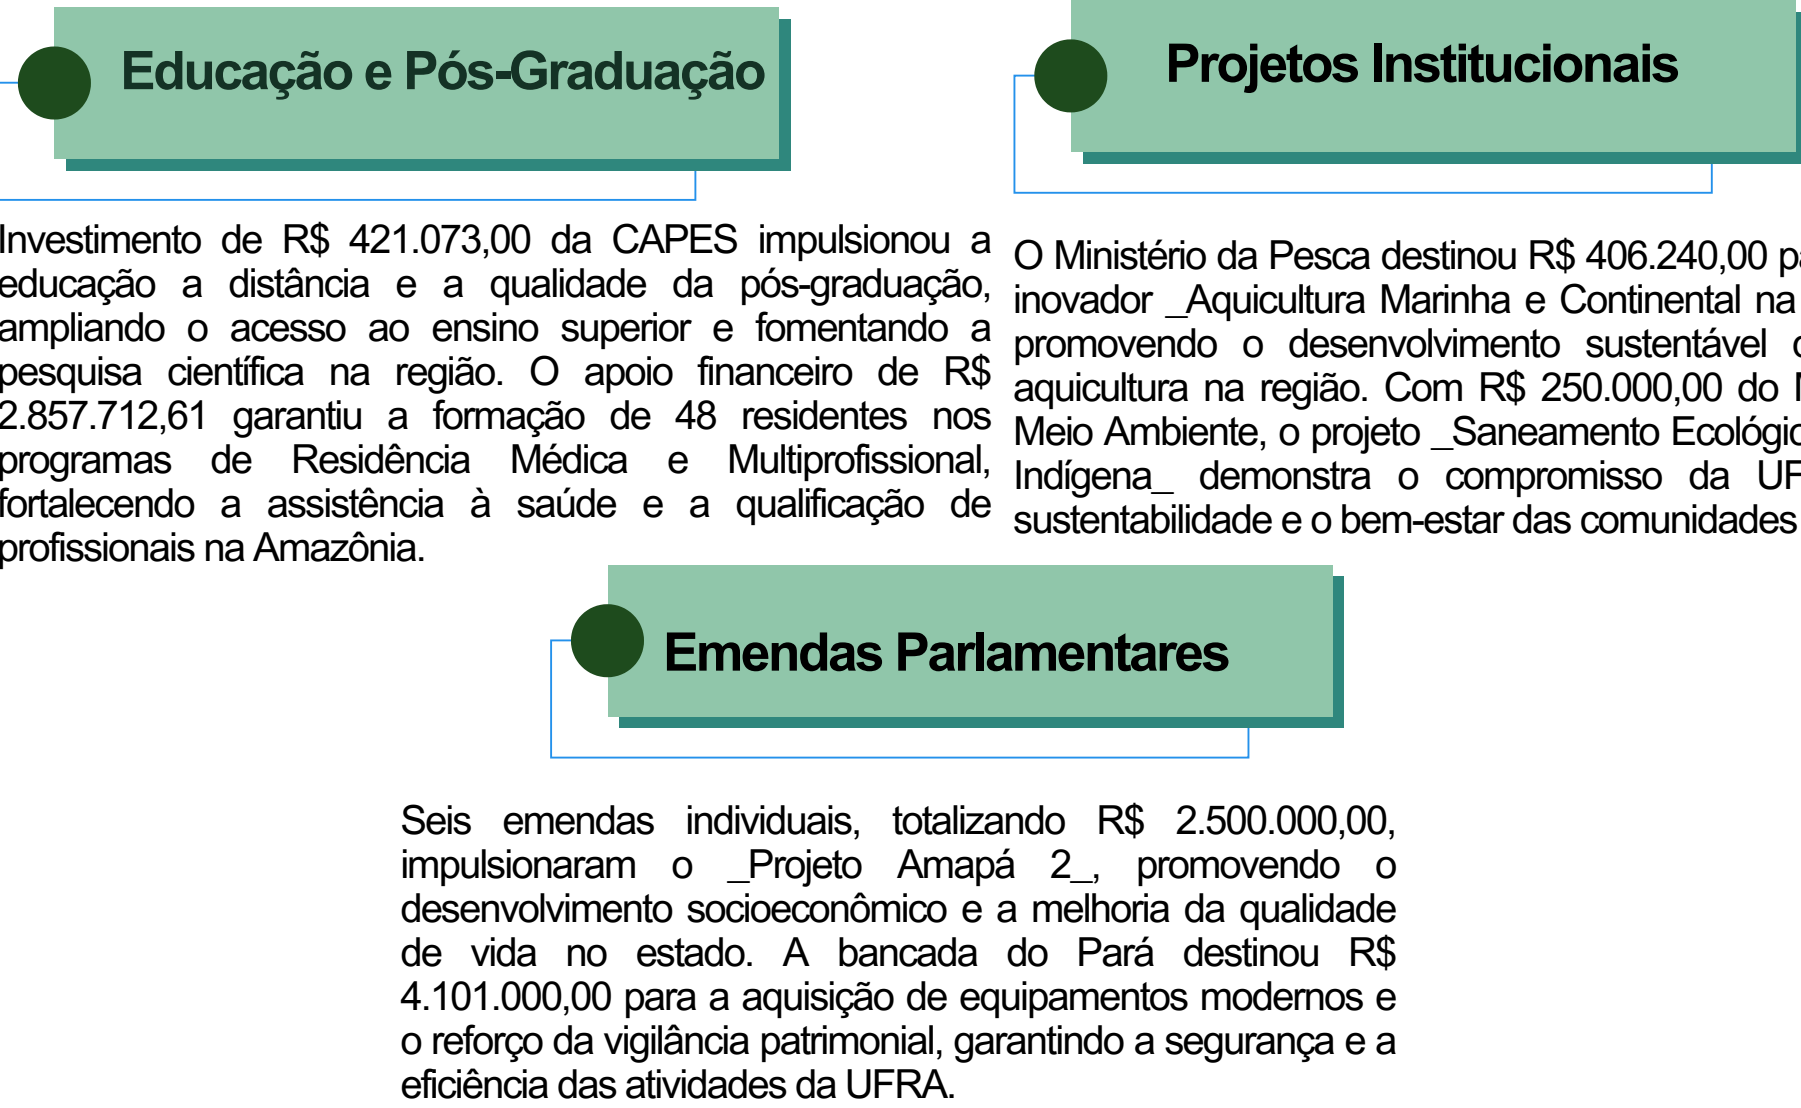 Educação e Pós-Graduação
Investimento de R$ 421.073,00 da CAPES impulsionou a
educação a distância e a qualidade da pós-graduação,
ampliando o acesso ao ensino superior e fomentando a
pesquisa científica na região. O apoio financeiro de R$
2.857.712,61 garantiu a formação de 48 residentes nos
programas de Residência Médica e Multiprofissional,
fortalecendo a assistência à saúde e a qualificação de
profissionais na Amazônia.
Projetos Institucionais
O Ministério da Pesca destinou R$ 406.240,00
inovador _Aquicultura Marinha e Continental na
promovendo o desenvolvimento sustentável
aquicultura na região. Com R$ 250.000,00 do
Meio Ambiente, o projeto _Saneamento
Indígena_ demonstra o compromisso da
sustentabilidade e o bem-estar das comunidades
Emendas Parlamentares
Seis emendas individuais, totalizando R$ 2.500.000,00,
impulsionaram o _Projeto Amapá 2_, promovendo o
desenvolvimento socioeconômico e a melhoria da qualidade
de vida no estado. A bancada do Pará destinou R$
4.101.000,00 para a aquisição de equipamentos modernos e
o reforço da vigilância patrimonial, garantindo a segurança e a
eficiência das atividades da UFRA.